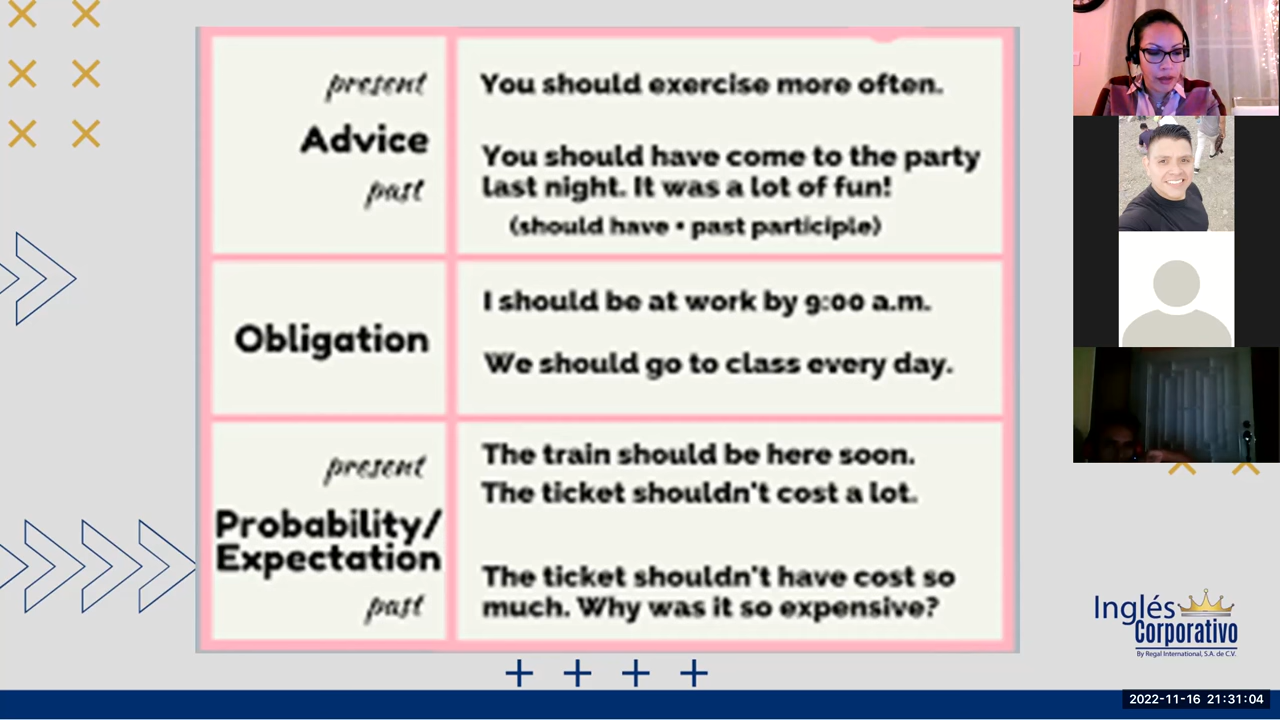 present
Advice
past
You should exercise more often.
You should have come to the party
last night. It was a lot of fun!
(should have • past participle)
Obligation
I should be at work by 9:00 a.m.
We should go to class every day.
present
Probability/
Expectation
past
The train should be here soon.
The ticket shouldn't cost a lot.
The ticket shouldn't have cost so
much. Why was it so expensive?
Inglés
Corporativo
By Regal International, S.A. de C.V.
2022-11-16 21:31:04